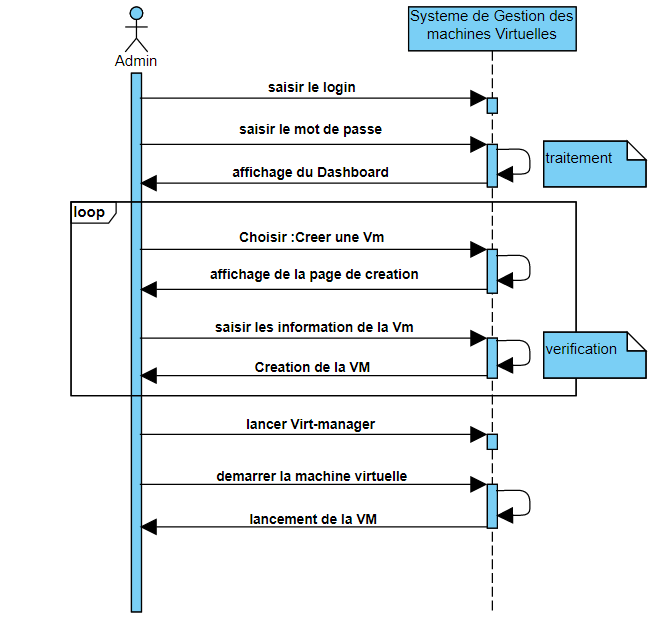 Systeme de Gestion des
machines Virtuelles
Admin
saisir le login
saisir le mot de passe
traitement
affichage du Dashboard
loop
Choisir :Creer une Vm
affichage de la page de creation
saisir les information de la Vm
verification
Creation de la VM
lancer Virt-manager
demarrer la machine virtuelle
lancement de la VM